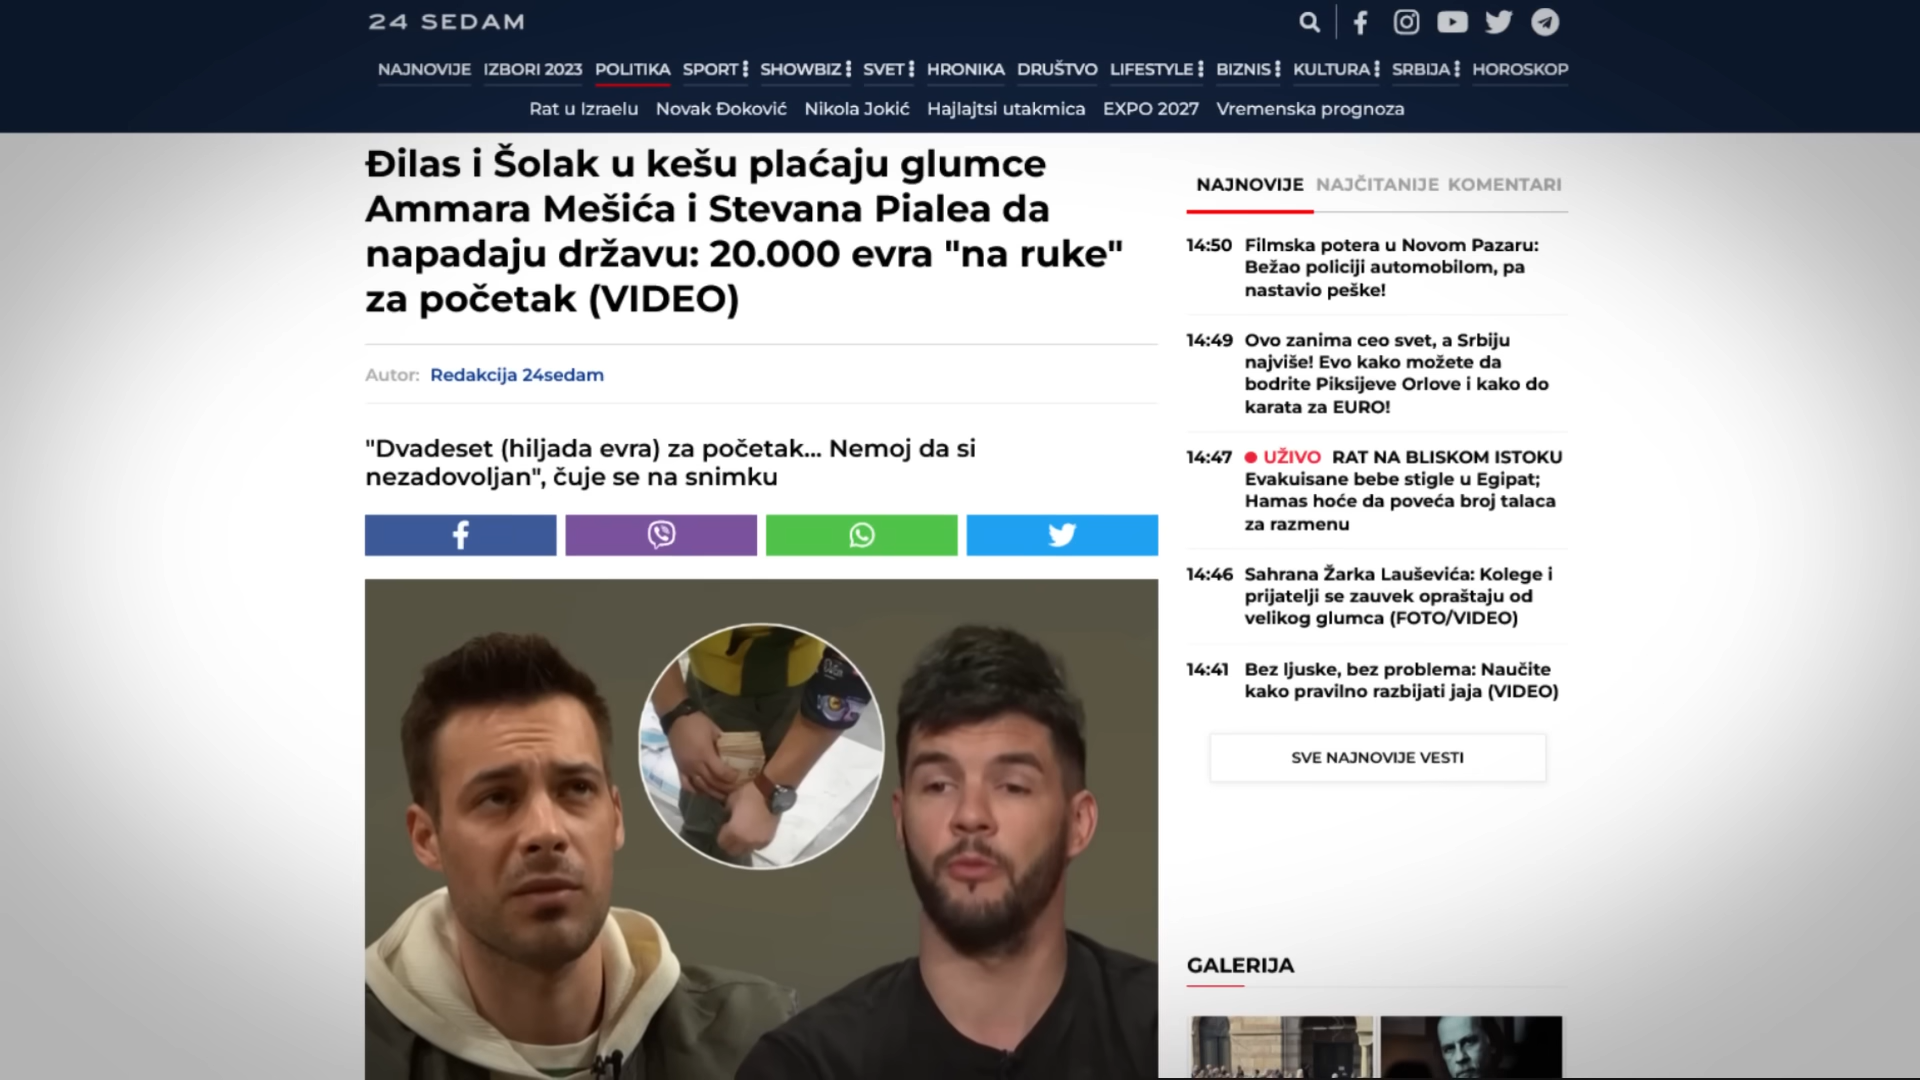 24 SEDAM
NAJNOVIJE IZBORI 2023 POLITIKA SPORT SHOWBIZ SVET HRONIKA DRUŠTVO LIFESTYLE BIZNIS KULTURA SRBIJA HOROSKOP
Rat u Izraelu Novak Đoković Nikola Jokić Hajlajtsi utakmica EXPO 2027 Vremenska prognoza
Đilas i Šolak u kešu plaćaju glumce
Ammara Mešića i Stevana Pialea da
napadaju državu: 20.000 evra "na ruke"
za početak (VIDEO)
Autor: Redakcija 24sedam
"Dvadeset (hiljada evra) za početak... Nemoj da si
nezadovoljan", čuje se na snimku
NAJNOVIJE NAJČITANIJE KOMENTARI
14:50 Filmska potera u Novom Pazaru:
Bežao policiji automobilom, pa
nastavio peške!
14:49 Ovo zanima ceo svet, a Srbiju
najviše! Evo kako možete da
bodrite Piksijeve Orlove i kako do
karata za EURO!
14:47 UŽIVO RAT NA BLISKOM ISTOKU
Evakuisane bebe stigle u Egipat;
Hamas hoće da poveća broj talaca
za razmenu
14:46 Sahrana Žarka Lauševića: Kolege i
prijatelji se zauvek opraštaju od
velikog glumca (FOTO/VIDEO)
14:41 Bez ljuske, bez problema: Naučite
kako pravilno razbijati jaja (VIDEO)
SVE NAJNOVIJE VESTI
GALERIJA